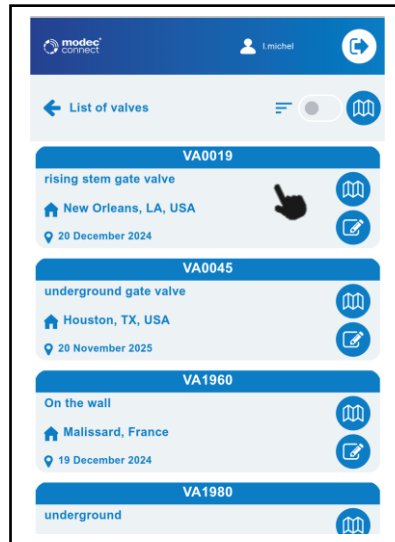 modec
connect
l.michel
List of valves
VA0019
rising stem gate valve
New Orleans, LA, USA
20 December 2024
VA0045
underground gate valve
Houston, TX, USA
20 November 2025
VA1960
On the wall
Malissard, France
19 December 2024
VA1980
underground